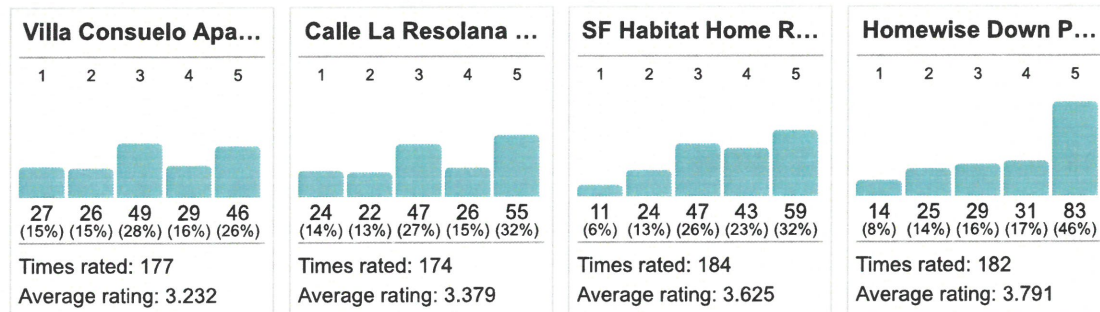 Villa Consuelo Apa...
1 2 3 4 5
27 26 49 29 46
(15%) (15%) (28%) (16%) (26%)
Times rated: 177
Average rating: 3.232
Calle La Resolana ...
1 2 3 4 5
24 22 47 26 55
(14%) (13%) (27%) (15%) (32%)
Times rated: 174
Average rating: 3.379
SF Habitat Home R...
1 2 3 4 5
11 24 47 43 59
(6%) (13%) (26%) (23%) (32%)
Times rated: 184
Average rating: 3.625
Homewise Down P...
1 2 3 4 5
14 25 29 31 83
(8%) (14%) (16%) (17%) (46%)
Times rated: 182
Average rating: 3.791